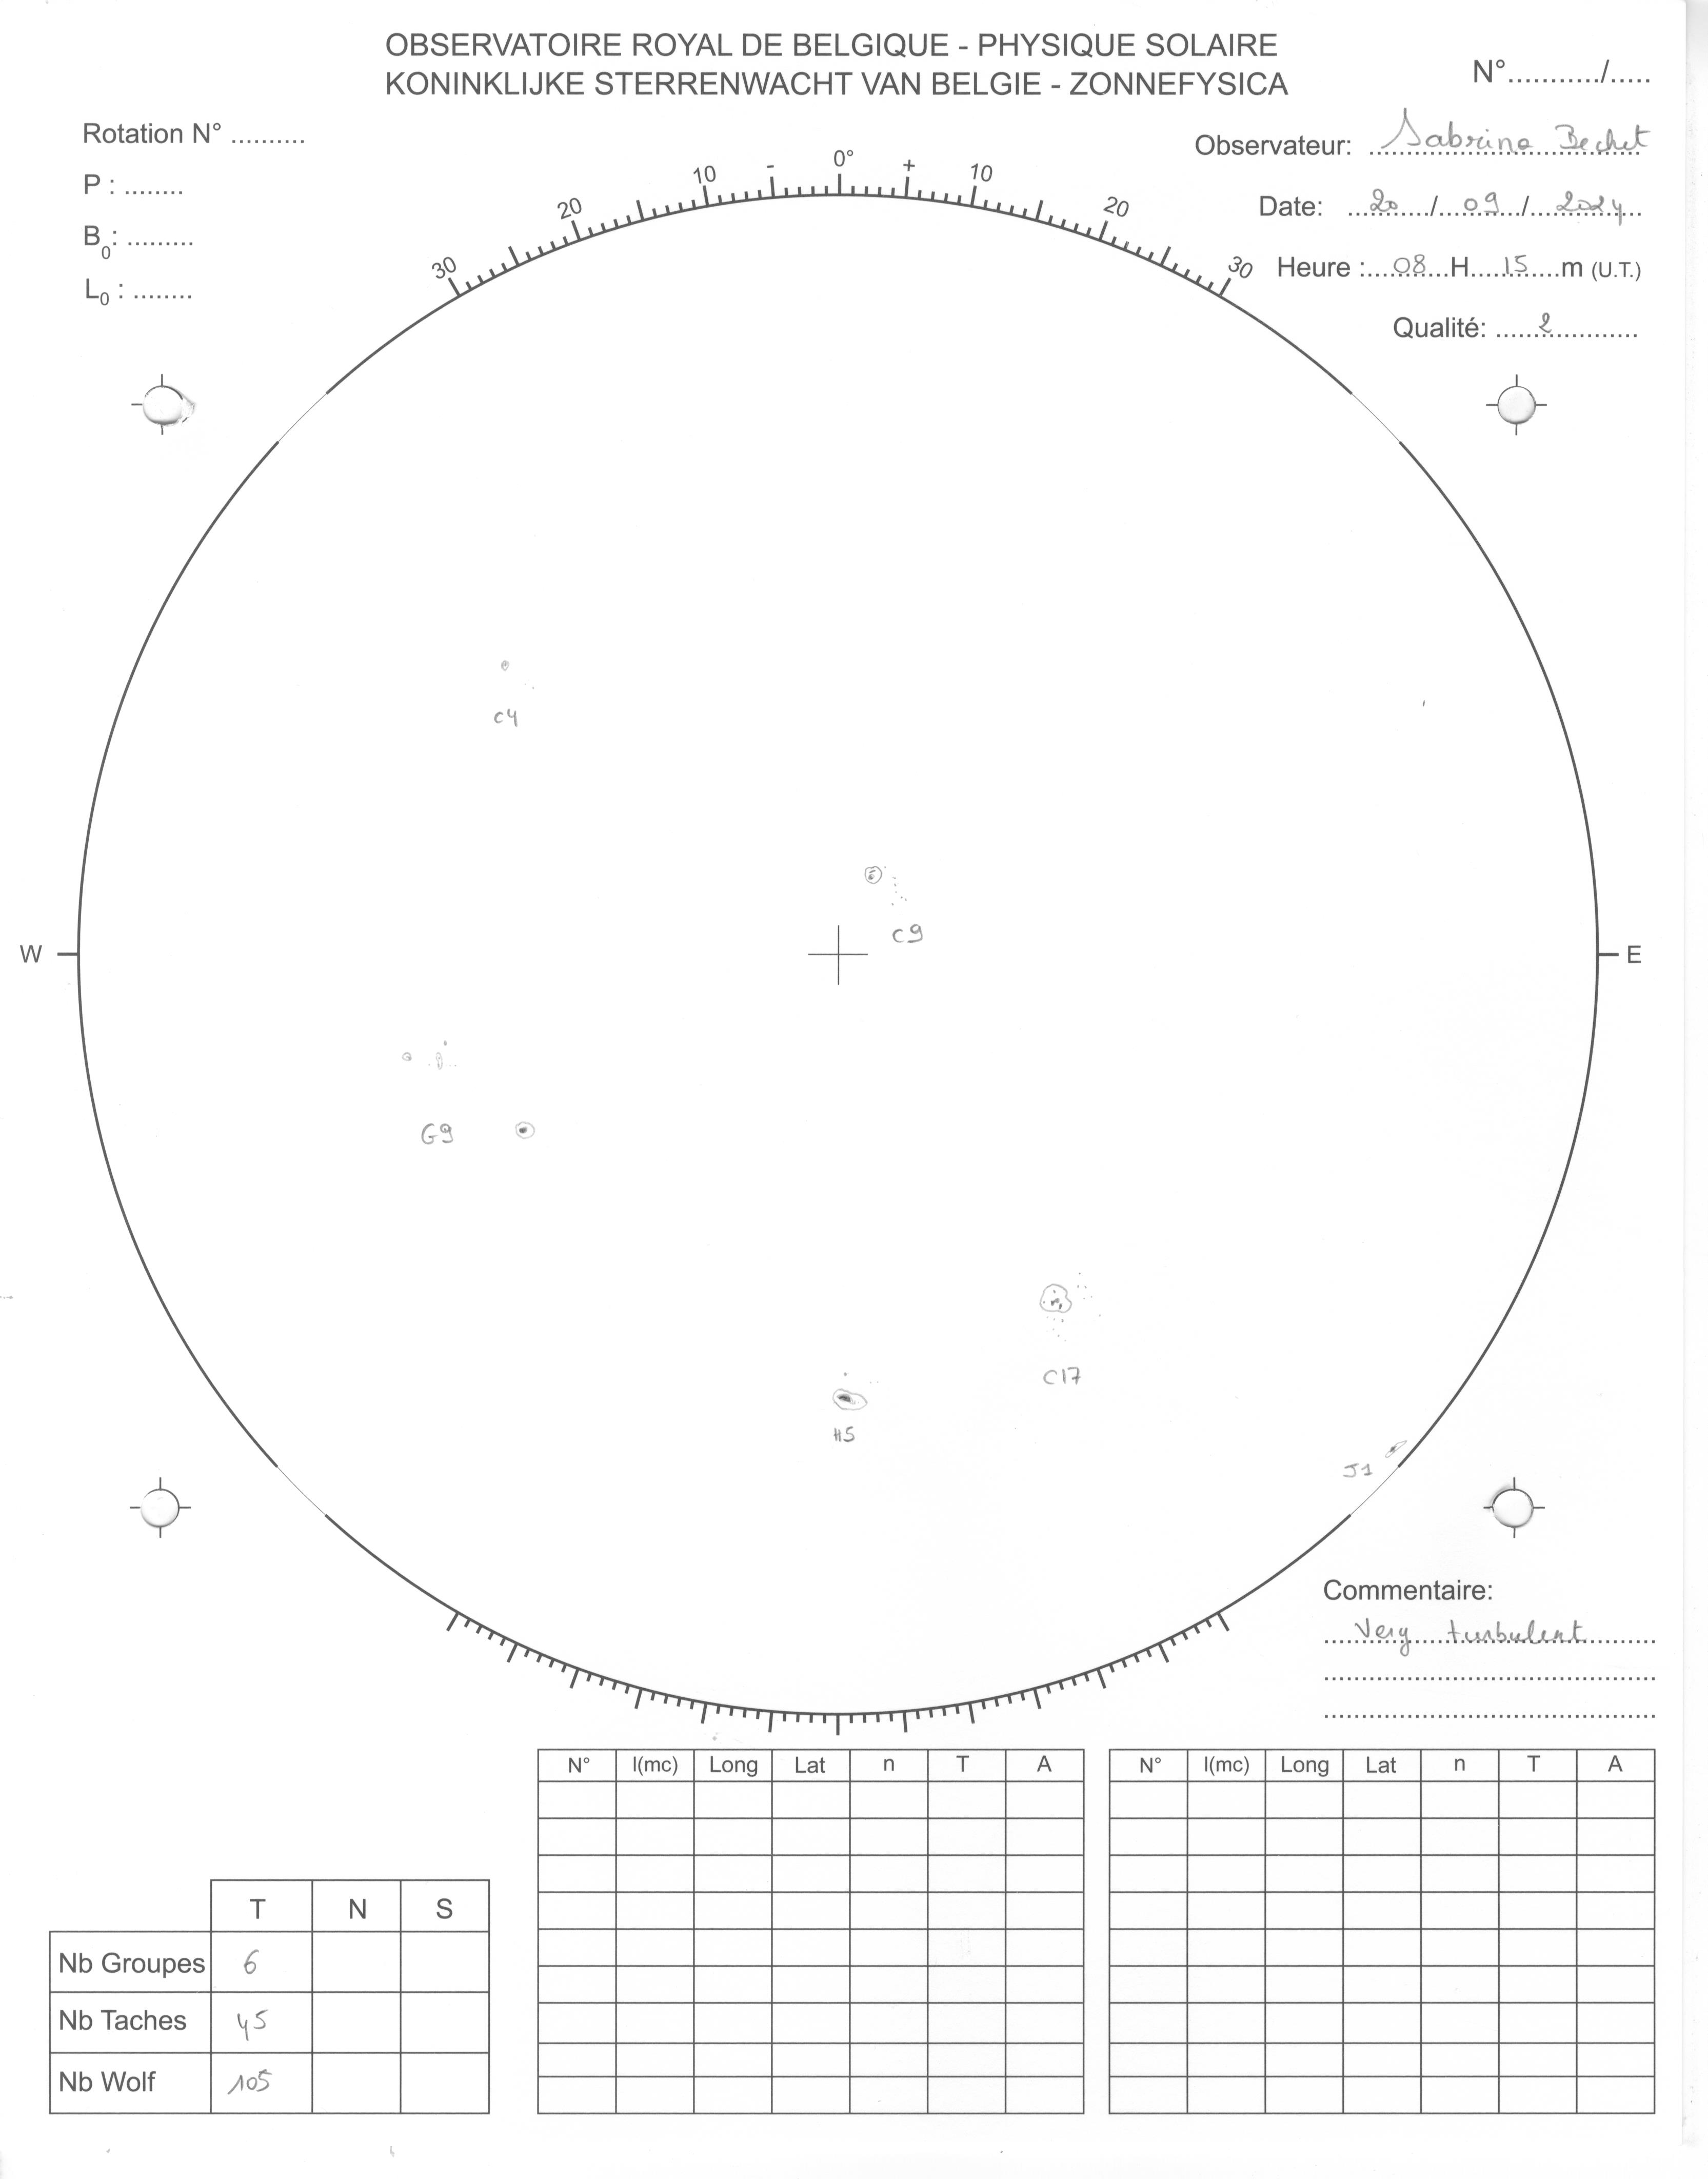 OBSERVATOIRE ROYAL DE BELGIQUE - PHYSIQUE SOLAIRE
KONINKLIJKE STERRENWACHT VAN BELGIE - ZONNEFYSICA
N°.........../.....
Rotation N° ..........
P : ........
B0: .........
L0 : ........
Observateur: Sabrina Bechet
Date: 20 / 09 / 2024
Heure : 08 H 15 m (U.T.)
Qualité: 2
30 20 10 - 0° + 10 20 30
C4
C9
W E
G9
C17
H5
J1
Commentaire:
Very turbulent
N° I(mc) Long Lat n T A
N° I(mc) Long Lat n T A
T N S
Nb Groupes 6
Nb Taches 45
Nb Wolf 105